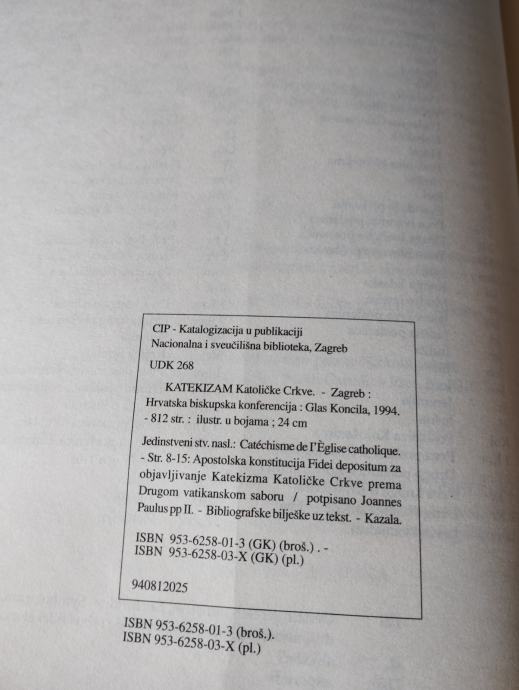 CIP - Katalogizacija u publikaciji
Nacionalna i sveučilišna biblioteka, Zagreb
UDK 268
KATEKIZAM Katoličke Crkve. - Zagreb :
Hrvatska biskupska konferencija : Glas Koncila, 1994.
- 812 str. : ilustr. u bojama ; 24 cm
Jedinstveni stv. nasl.: Catéchisme de l'Èglise catholique.
- Str. 8-15: Apostolska konstitucija Fidei depositum za
objavljivanje Katekizma Katoličke Crkve prema
Drugom vatikanskom saboru / potpisano Joannes
Paulus pp II. - Bibliografske bilješke uz tekst. - Kazala.
ISBN 953-6258-01-3 (GK) (broš.) . -
ISBN 953-6258-03-X (GK) (pl.)
940812025
ISBN 953-6258-01-3 (broš.).
ISBN 953-6258-03-X (pl.)